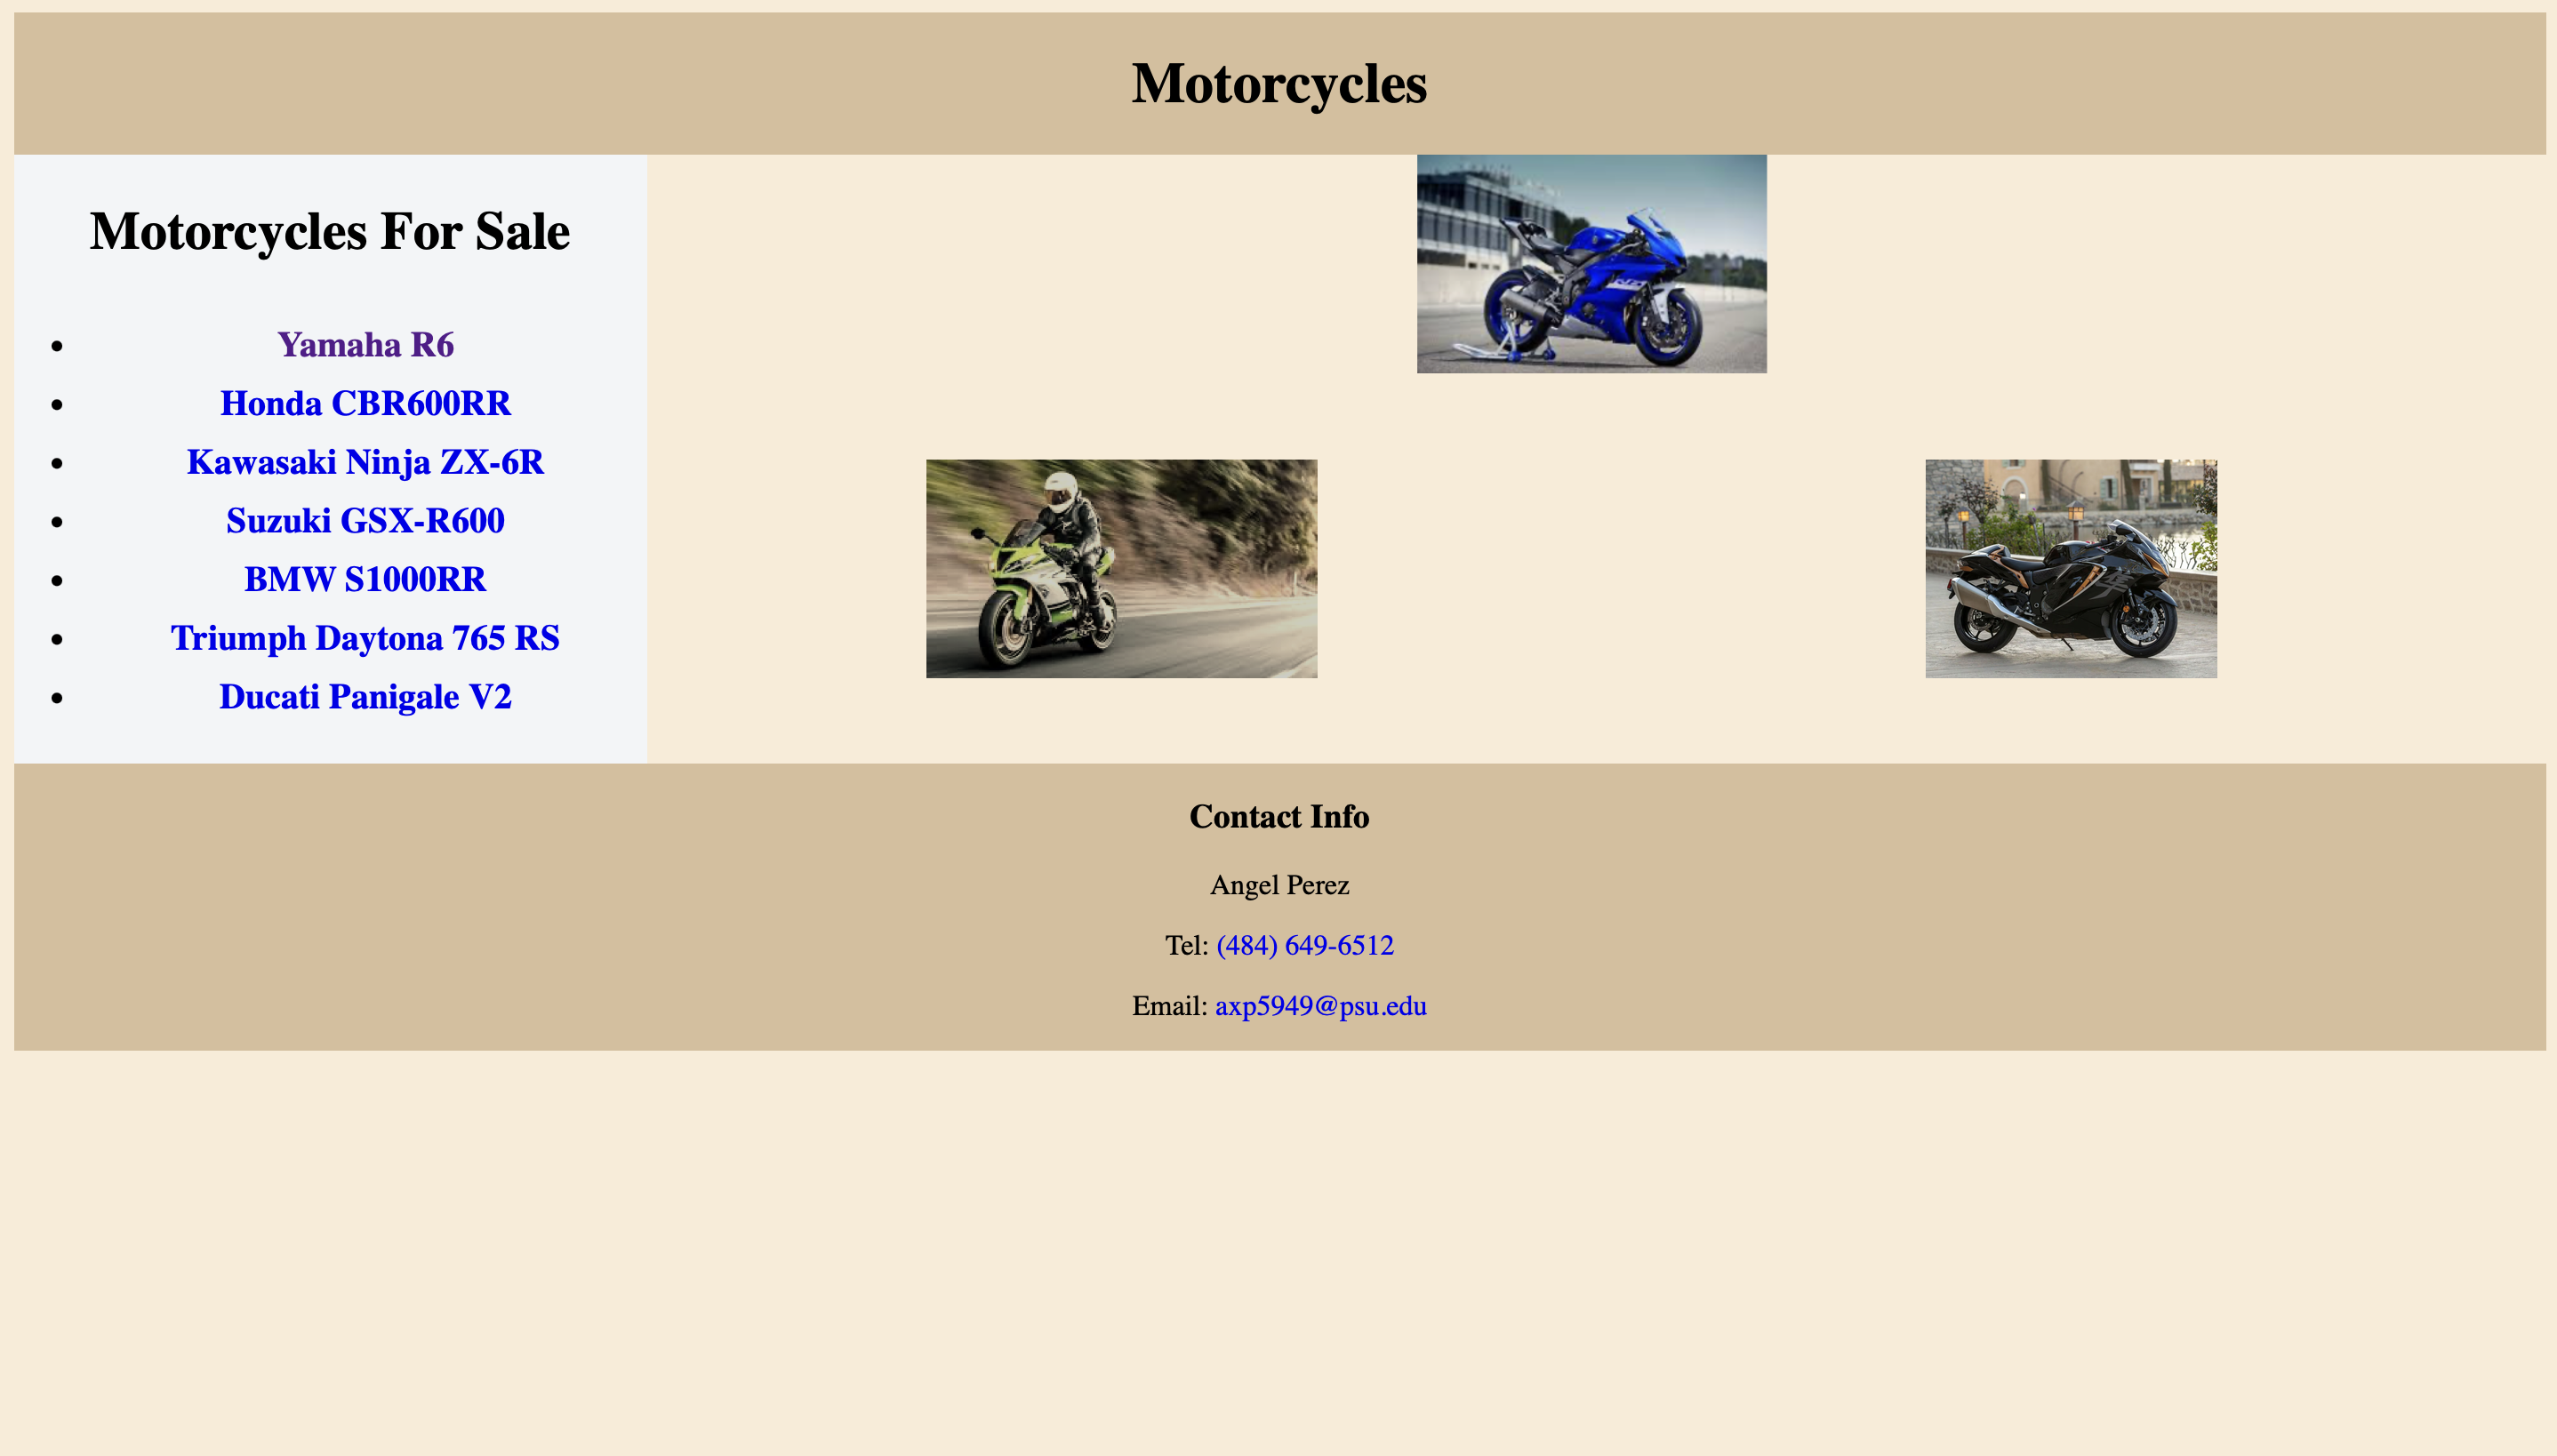 Motorcycles
Motorcycles For Sale
• Yamaha R6
• Honda CBR600RR
• Kawasaki Ninja ZX-6R
• Suzuki GSX-R600
• BMW S1000RR
• Triumph Daytona 765 RS
• Ducati Panigale V2
Contact Info
Angel Perez
Tel: (484) 649-6512
Email: axp5949@psu.edu